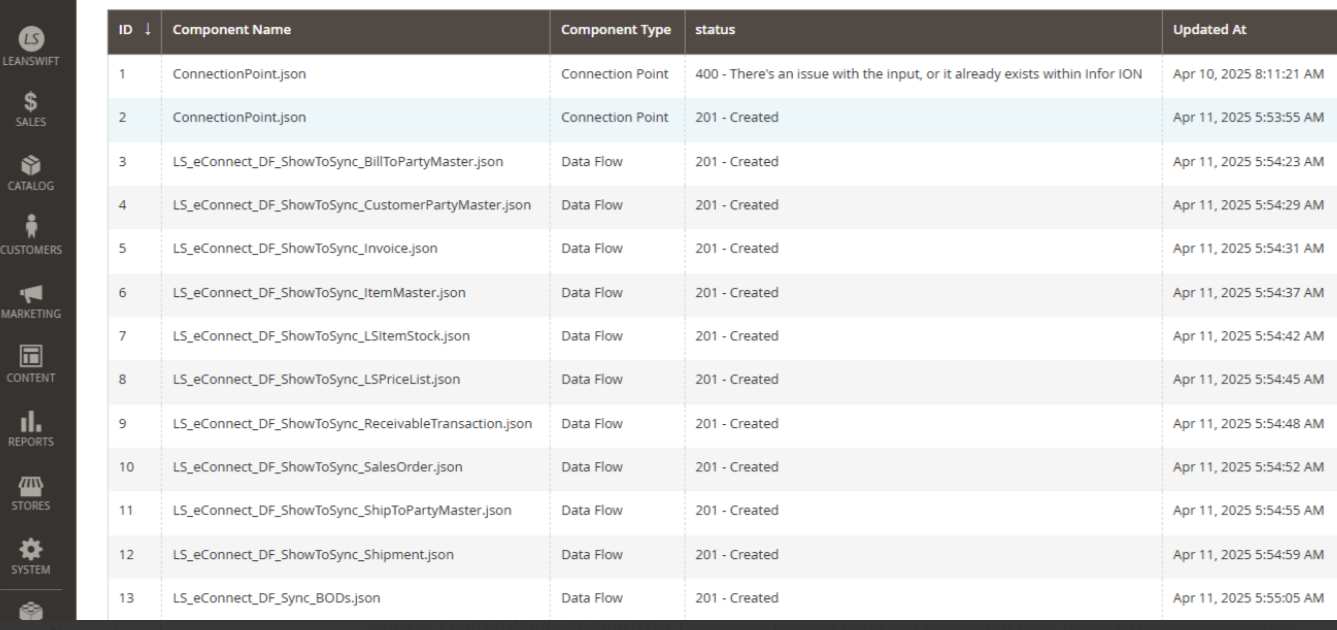 LS
LEANSWIFT
$
SALES
CATALOG
CUSTOMERS
MARKETING
CONTENT
REPORTS
STORES
SYSTEM
ID ↓ Component Name Component Type status Updated At
1 ConnectionPoint.json Connection Point 400 - There's an issue with the input, or it already exists within Infor ION Apr 10, 2025 8:11:21 AM
2 ConnectionPoint.json Connection Point 201 - Created Apr 11, 2025 5:53:55 AM
3 LS_eConnect_DF_ShowToSync_BillToPartyMaster.json Data Flow 201 - Created Apr 11, 2025 5:54:23 AM
4 LS_eConnect_DF_ShowToSync_CustomerPartyMaster.json Data Flow 201 - Created Apr 11, 2025 5:54:29 AM
5 LS_eConnect_DF_ShowToSync_Invoice.json Data Flow 201 - Created Apr 11, 2025 5:54:31 AM
6 LS_eConnect_DF_ShowToSync_ItemMaster.json Data Flow 201 - Created Apr 11, 2025 5:54:37 AM
7 LS_eConnect_DF_ShowToSync_LSItemStock.json Data Flow 201 - Created Apr 11, 2025 5:54:42 AM
8 LS_eConnect_DF_ShowToSync_LSPriceList.json Data Flow 201 - Created Apr 11, 2025 5:54:45 AM
9 LS_eConnect_DF_ShowToSync_ReceivableTransaction.json Data Flow 201 - Created Apr 11, 2025 5:54:48 AM
10 LS_eConnect_DF_ShowToSync_SalesOrder.json Data Flow 201 - Created Apr 11, 2025 5:54:52 AM
11 LS_eConnect_DF_ShowToSync_ShipToPartyMaster.json Data Flow 201 - Created Apr 11, 2025 5:54:55 AM
12 LS_eConnect_DF_ShowToSync_Shipment.json Data Flow 201 - Created Apr 11, 2025 5:54:59 AM
13 LS_eConnect_DF_Sync_BODs.json Data Flow 201 - Created Apr 11, 2025 5:55:05 AM